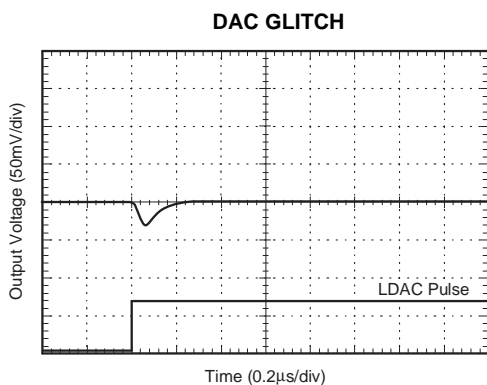 DAC GLITCH
Output Voltage (50mV/div)
LDAC Pulse
Time (0.2µs/div)